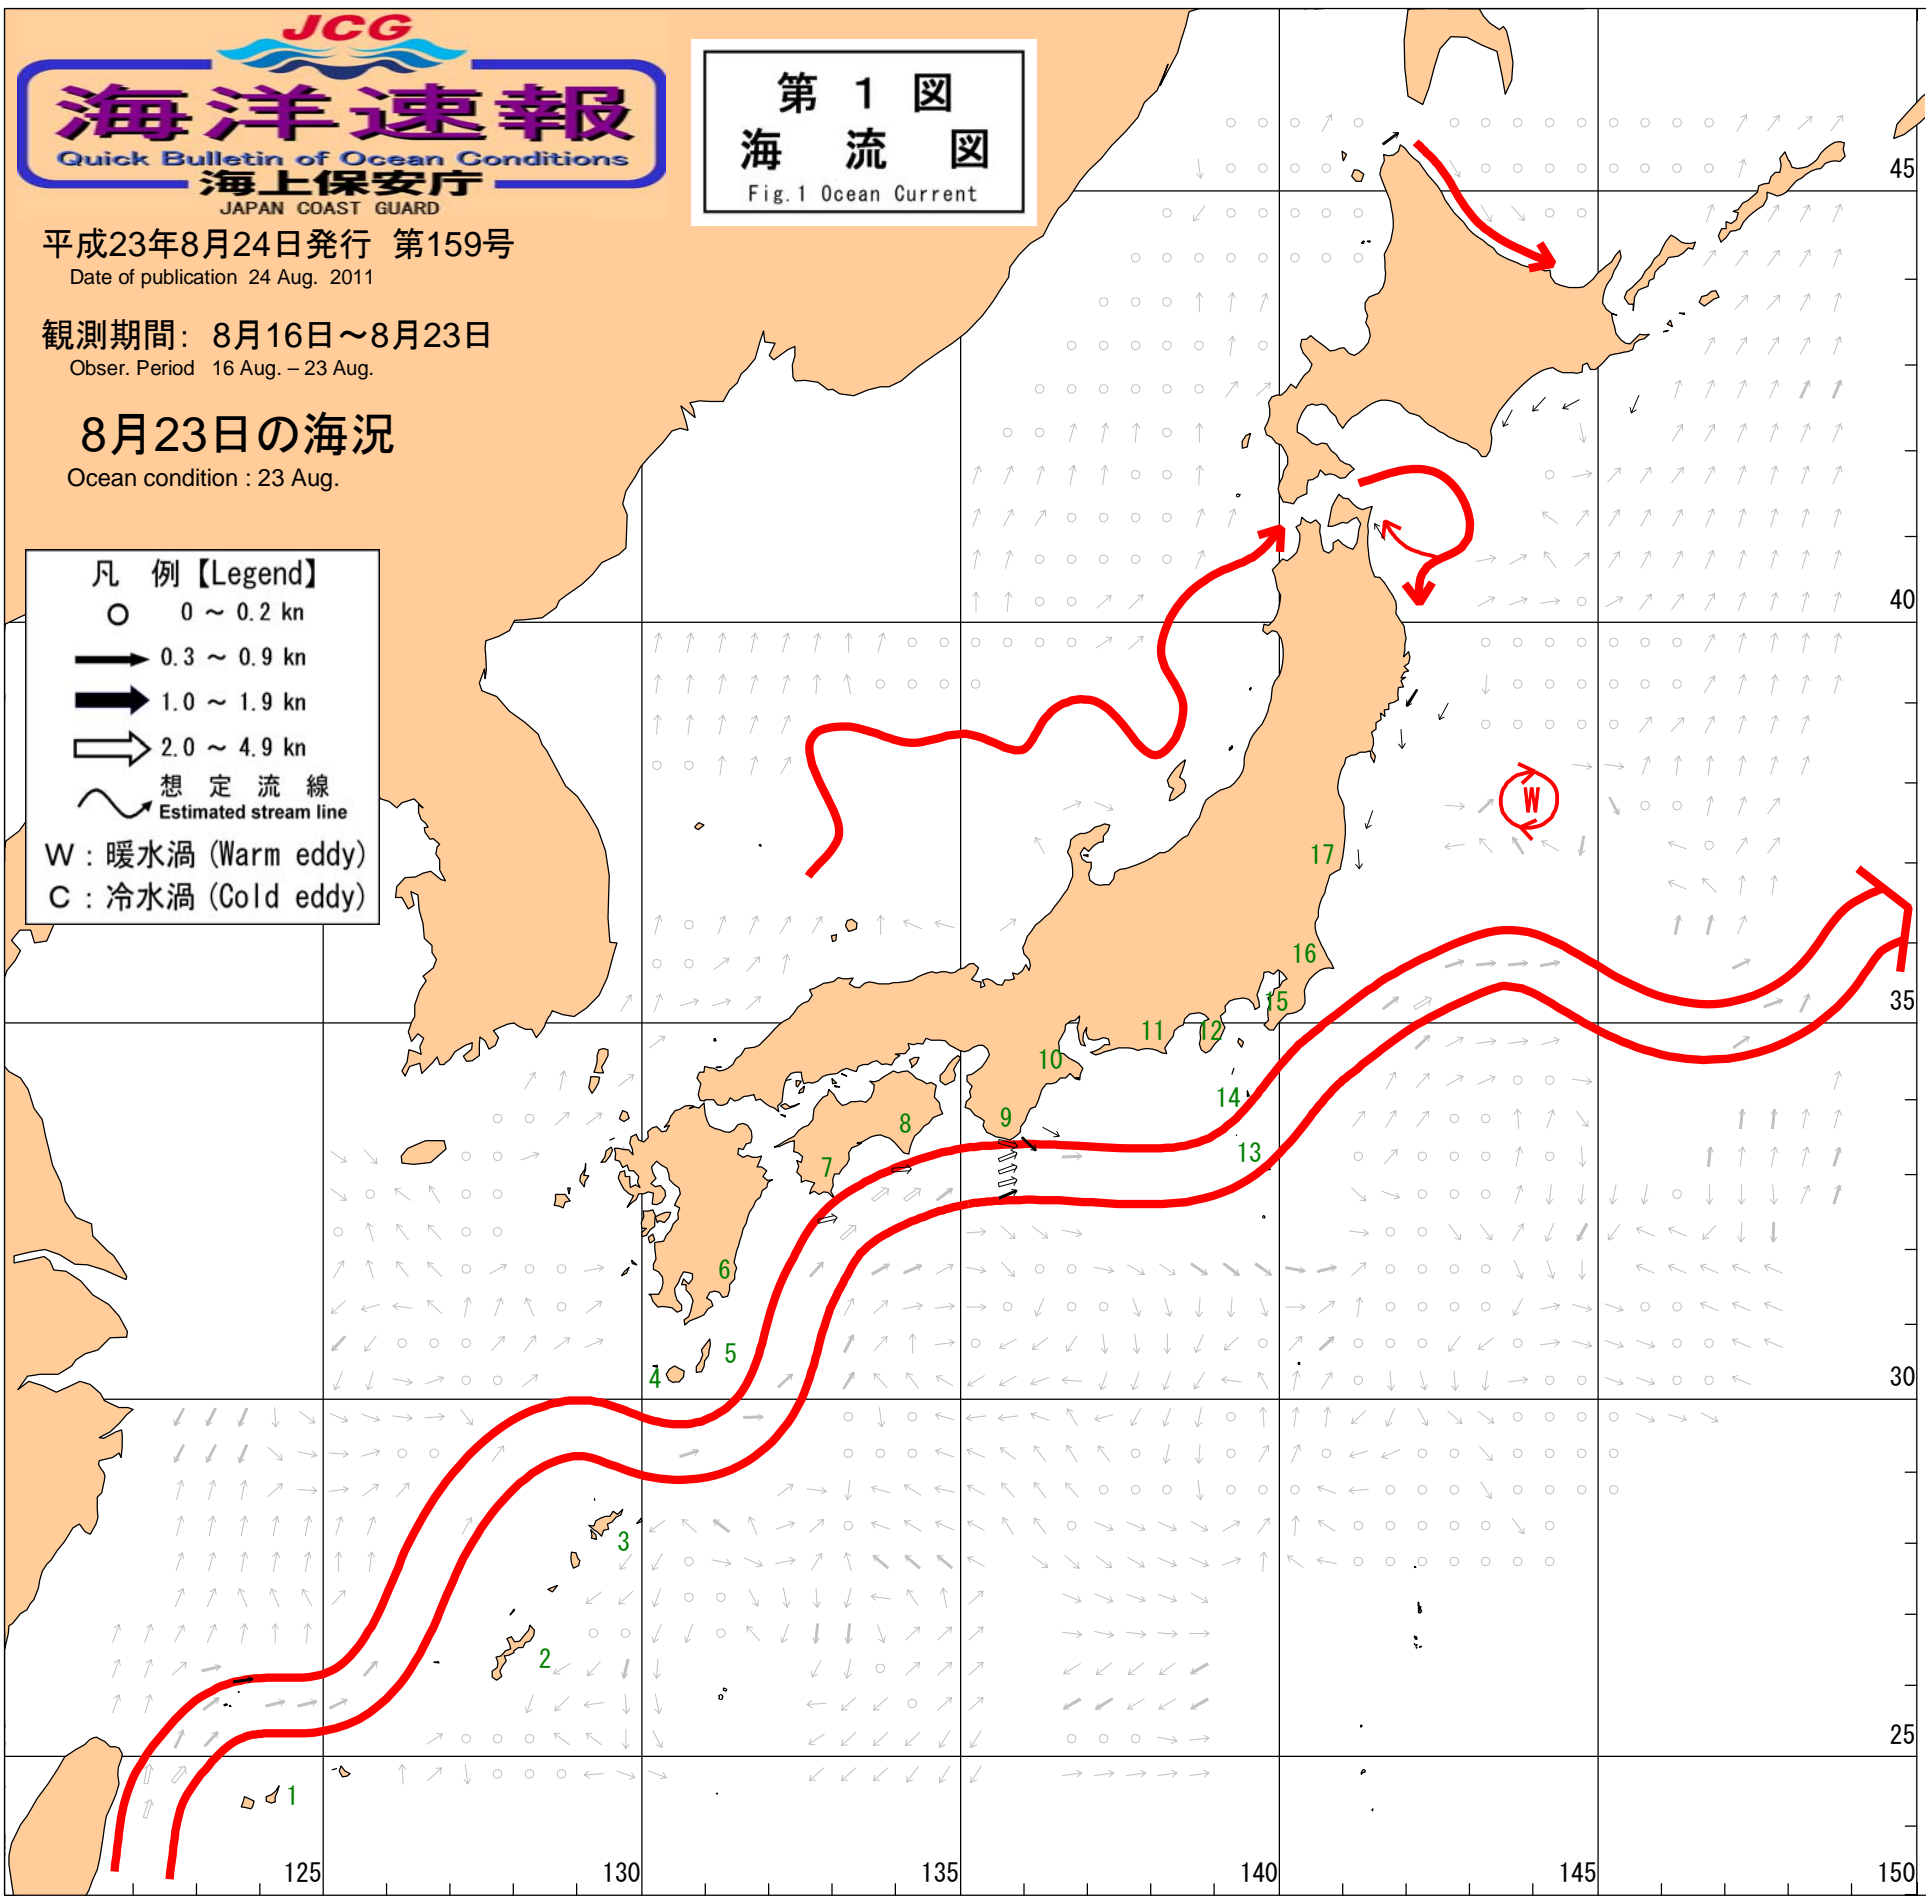 JCG
海洋速報
Quick Bulletin of Ocean Conditions
海上保安庁
JAPAN COAST GUARD
第 1 図
海 流 図
Fig.1 Ocean Current
平成23年8月24日発行 第159号
Date of publication 24 Aug. 2011
観測期間: 8月16日～8月23日
Obser. Period 16 Aug. – 23 Aug.
8月23日の海況
Ocean condition : 23 Aug.
凡 例【Legend】
0 ～ 0.2 kn
0.3 ～ 0.9 kn
1.0 ～ 1.9 kn
2.0 ～ 4.9 kn
想 定 流 線
Estimated stream line
W : 暖水渦 (Warm eddy)
C : 冷水渦 (Cold eddy)
45
40
W
17
16
35
15
12
11
10
14
9
8
13
7
6
5
4
30
3
2
25
1
125
130
135
140
145
150